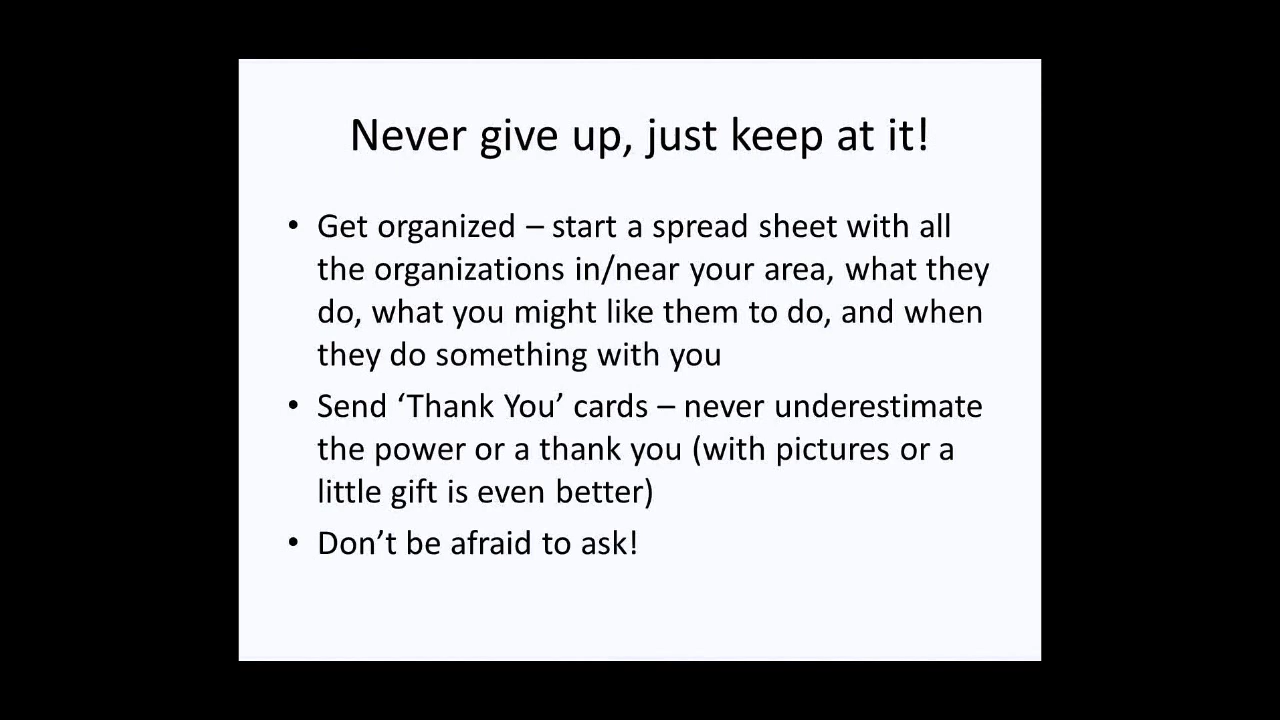 Never give up, just keep at it!
• Get organized – start a spread sheet with all
the organizations in/near your area, what they
do, what you might like them to do, and when
they do something with you
• Send ‘Thank You’ cards – never underestimate
the power or a thank you (with pictures or a
little gift is even better)
• Don’t be afraid to ask!